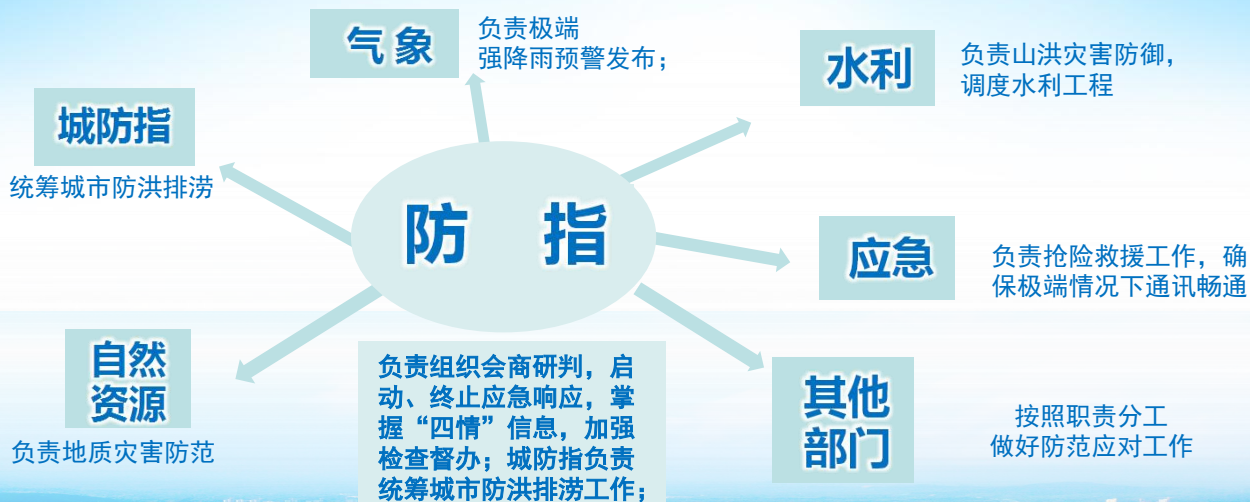 气象
负责极端
强降雨预警发布；
水利
负责山洪灾害防御，
调度水利工程
城防指
统筹城市防洪排涝
防 指
应急
负责抢险救援工作，确
保极端情况下通讯畅通
自然
资源
负责地质灾害防范
负责组织会商研判，启
动、终止应急响应，掌
握“四情”信息，加强
检查督办；城防指负责
统筹城市防洪排涝工作；
其他
部门
按照职责分工
做好防范应对工作